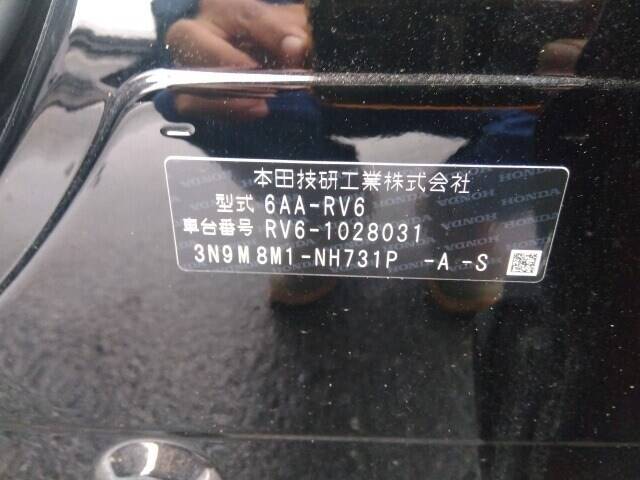 本田技研工業株式会社
型式 6AA-RV6
車台番号 RV6-1028031
3N9M8M1-NH731P -A-S